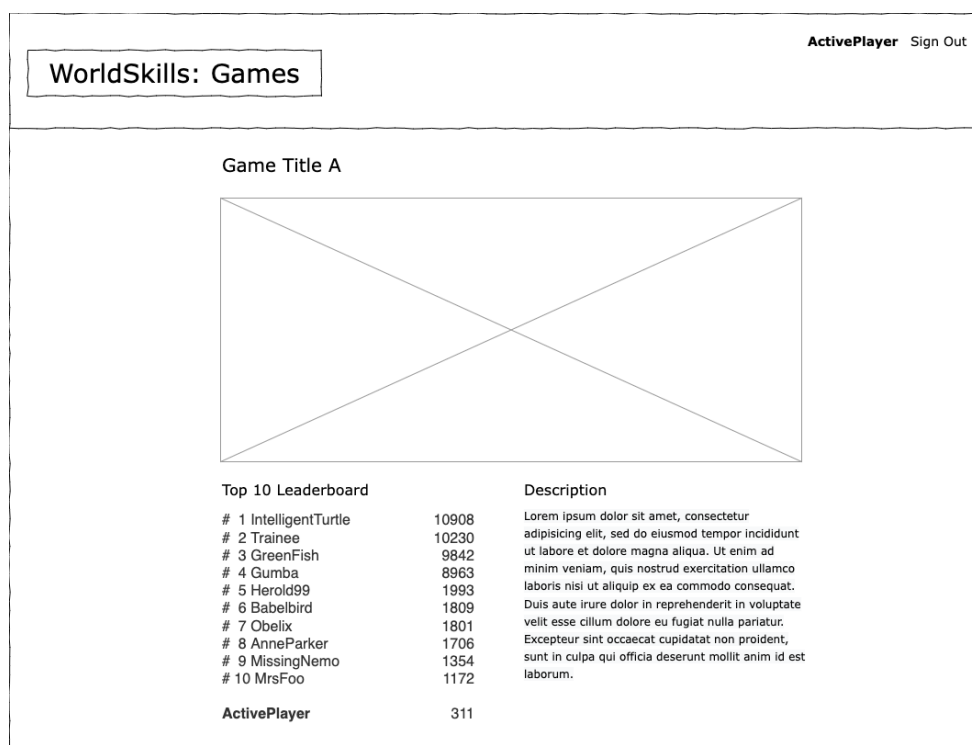 ActivePlayer Sign Out
WorldSkills: Games
Game Title A
Top 10 Leaderboard
# 1 IntelligentTurtle 10908
# 2 Trainee 10230
# 3 GreenFish 9842
# 4 Gumba 8963
# 5 Herold99 1993
# 6 Babelbird 1809
# 7 Obelix 1801
# 8 AnneParker 1706
# 9 MissingNemo 1354
# 10 MrsFoo 1172
ActivePlayer 311
Description
Lorem ipsum dolor sit amet, consectetur
adipisicing elit, sed do eiusmod tempor incididunt
ut labore et dolore magna aliqua. Ut enim ad
minim veniam, quis nostrud exercitation ullamco
laboris nisi ut aliquip ex ea commodo consequat.
Duis aute irure dolor in reprehenderit in voluptate
velit esse cillum dolore eu fugiat nulla pariatur.
Excepteur sint occaecat cupidatat non proident,
sunt in culpa qui officia deserunt mollit anim id est
laborum.